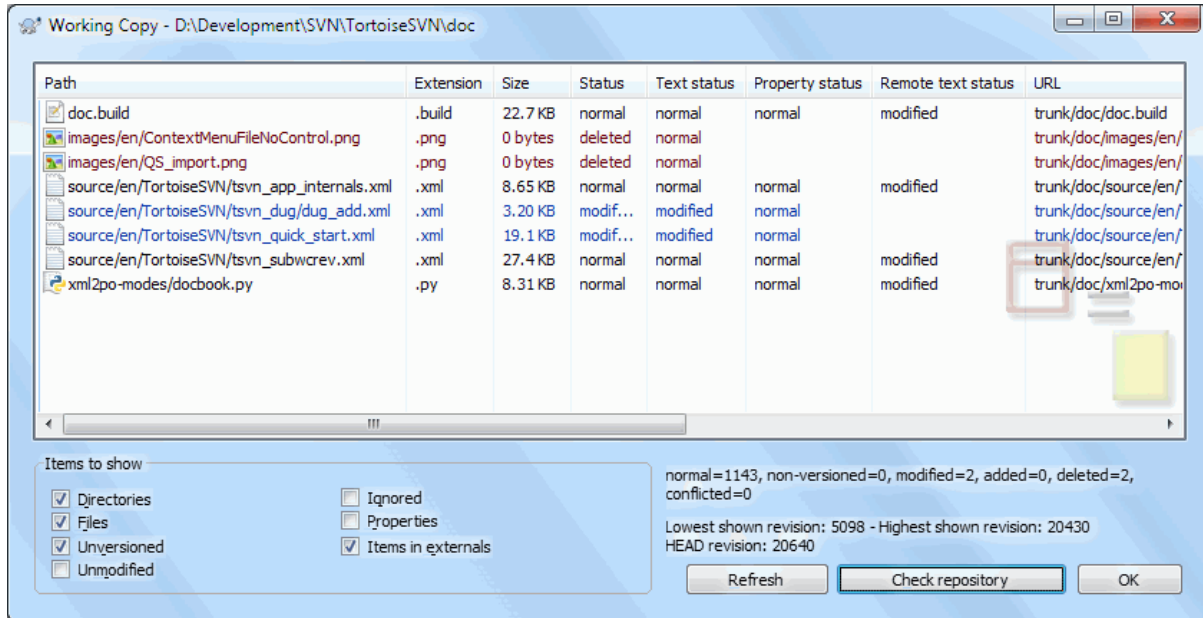 Working Copy - D:\Development\SVN\TortoiseSVN\doc
Path Extension Size Status Text status Property status Remote text status URL
doc.build .build 22.7 KB normal normal normal modified trunk/doc/doc.build
images/en/ContextMenuFileNoControl.png .png 0 bytes deleted normal trunk/doc/images/en/
images/en/QS_import.png .png 0 bytes deleted normal trunk/doc/images/en/
source/en/TortoiseSVN/tsvn_app_internals.xml .xml 8.65 KB normal normal normal modified trunk/doc/source/en/
source/en/TortoiseSVN/tsvn_dug/dug_add.xml .xml 3.20 KB modif... modified normal trunk/doc/source/en/
source/en/TortoiseSVN/tsvn_quick_start.xml .xml 19.1 KB modif... modified normal trunk/doc/source/en/
source/en/TortoiseSVN/tsvn_subwcrev.xml .xml 27.4 KB normal normal normal modified trunk/doc/source/en/
xml2po-modes/docbook.py .py 8.31 KB normal normal normal modified trunk/doc/xml2po-mo
Items to show
Directories Ignored
Files Properties
Unversioned Items in externals
Unmodified
normal=1143, non-versioned=0, modified=2, added=0, deleted=2,
conflicted=0
Lowest shown revision: 5098 - Highest shown revision: 20430
HEAD revision: 20640
Refresh Check repository OK